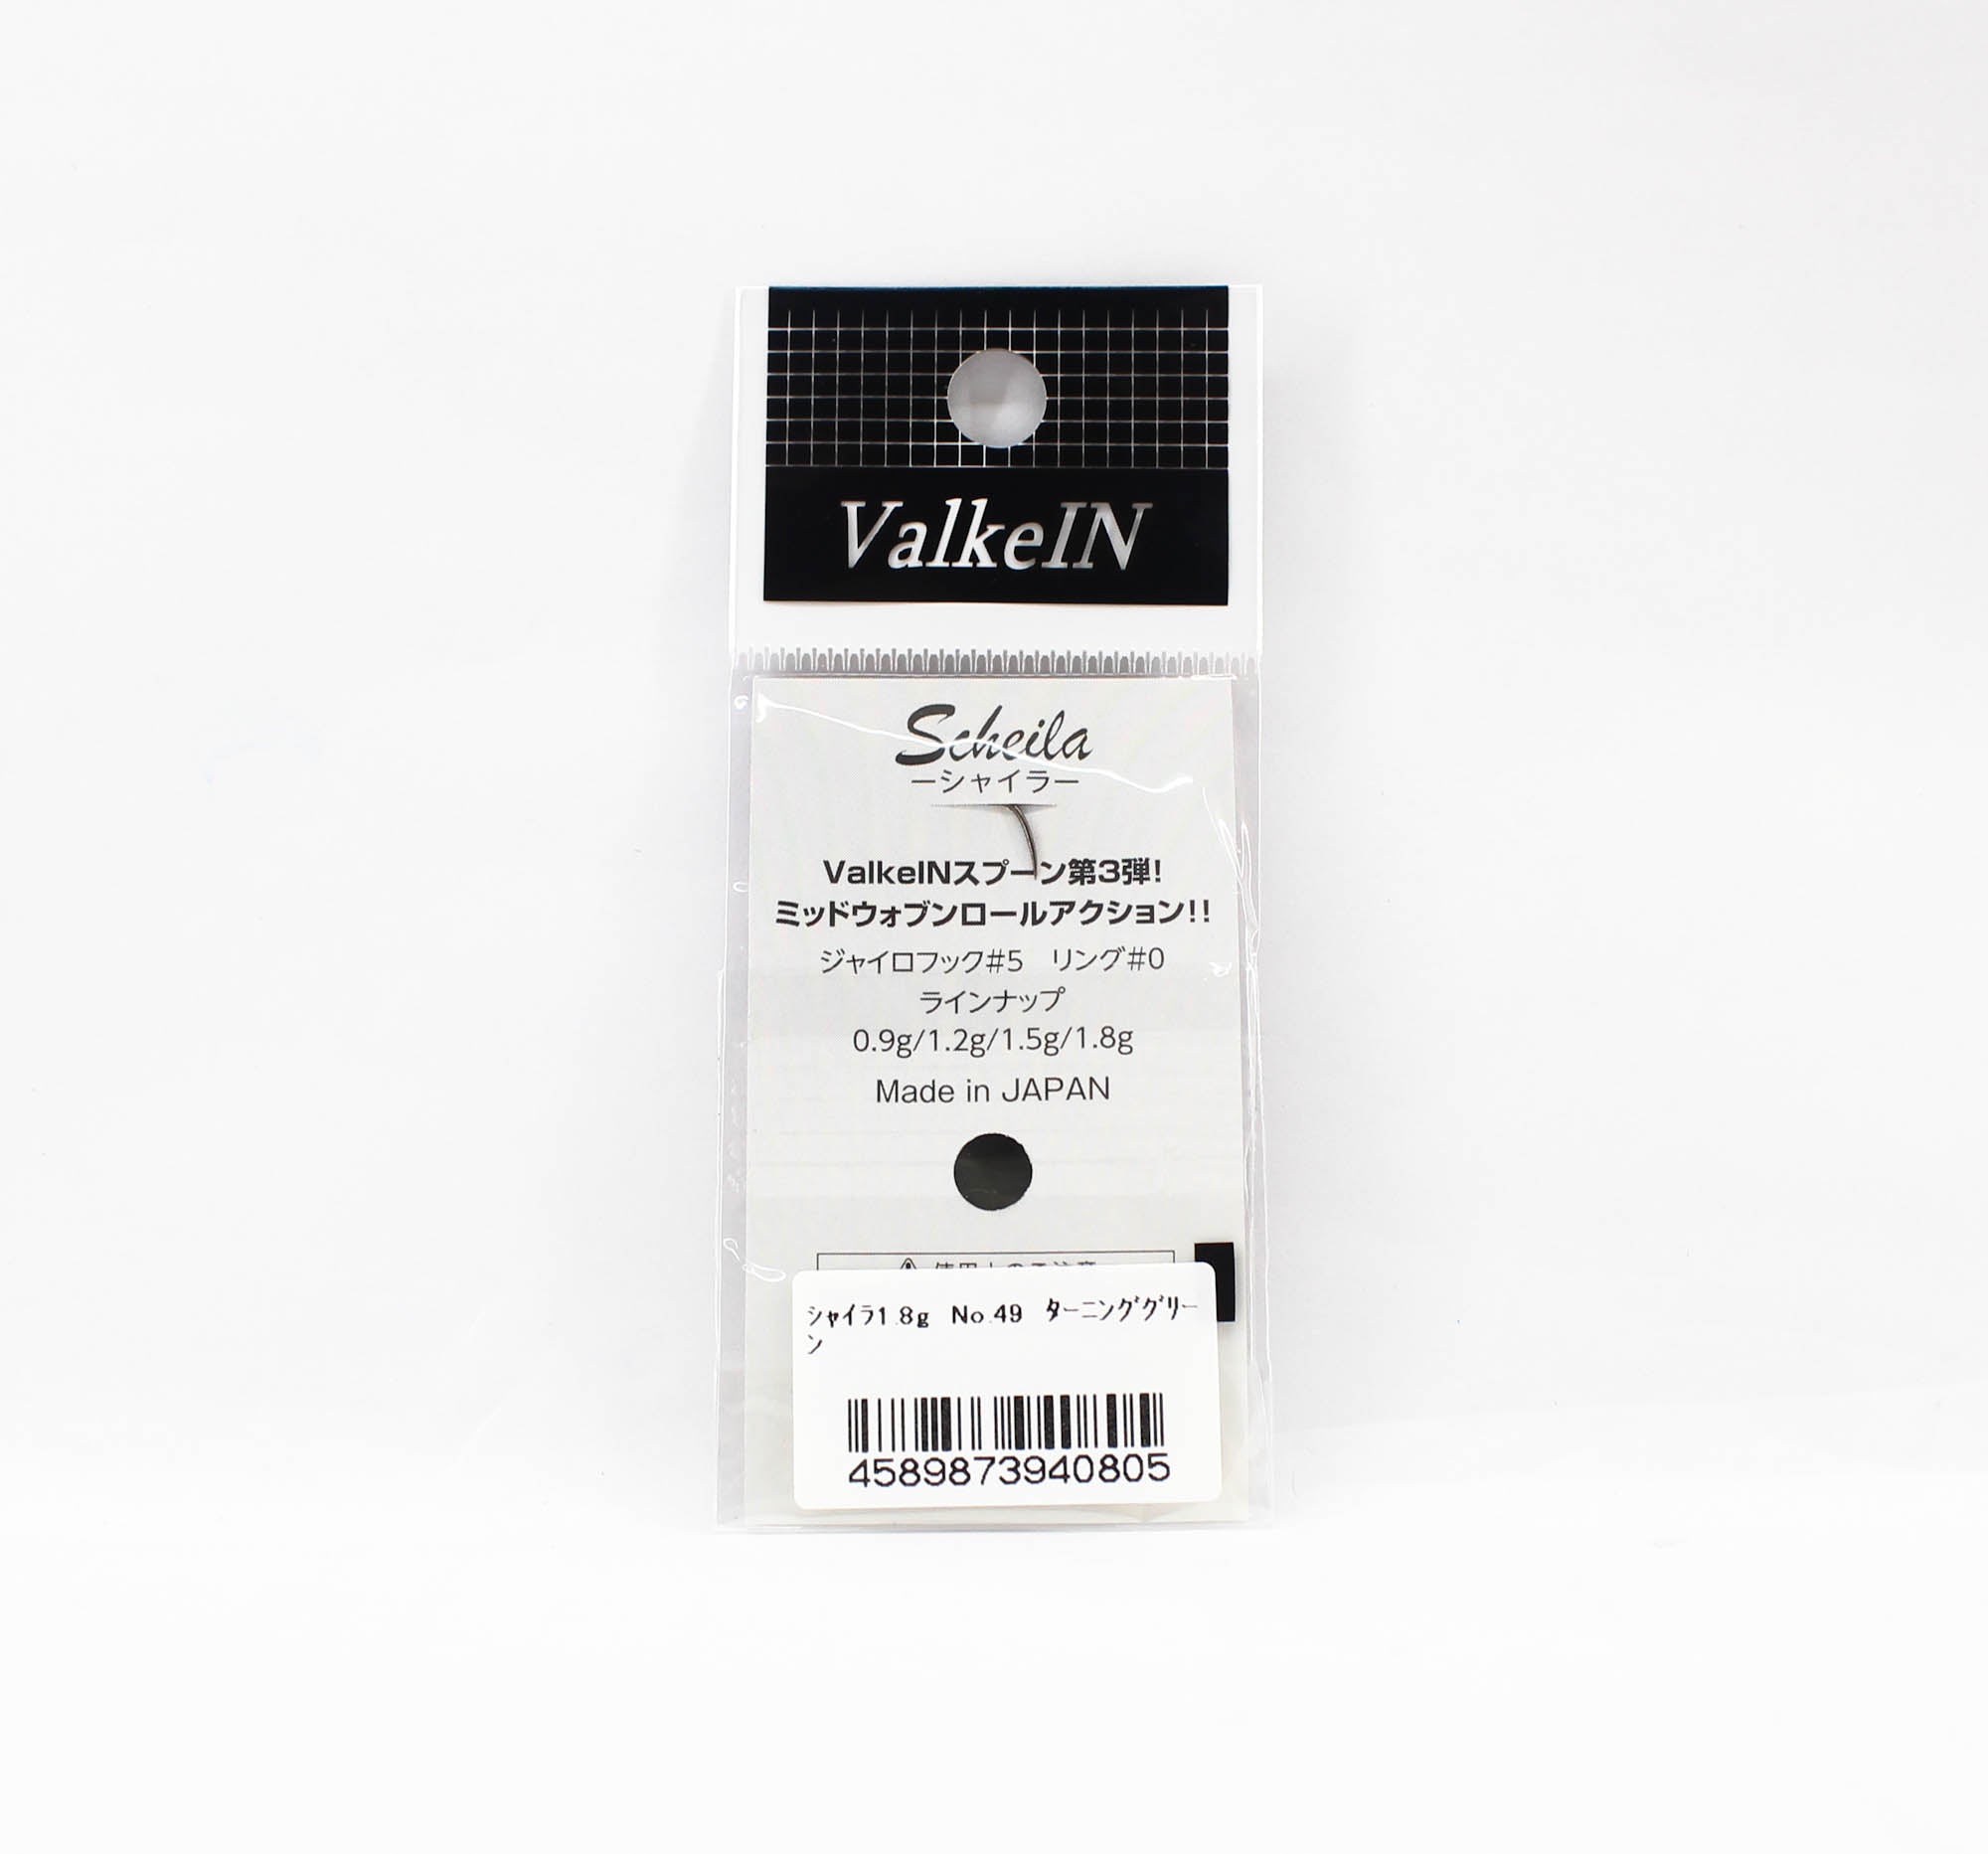 ValkeIN
Scheila
ーシャイラー
ValkeINスプーン第3弾!
ミッドウォブンロールアクション!!
ジャイロフック#5　リング#0
ラインナップ
0.9g/1.2g/1.5g/1.8g
Made in JAPAN
シャイラ1.8g　No.49　ターニンググリー
ン
4589873940805